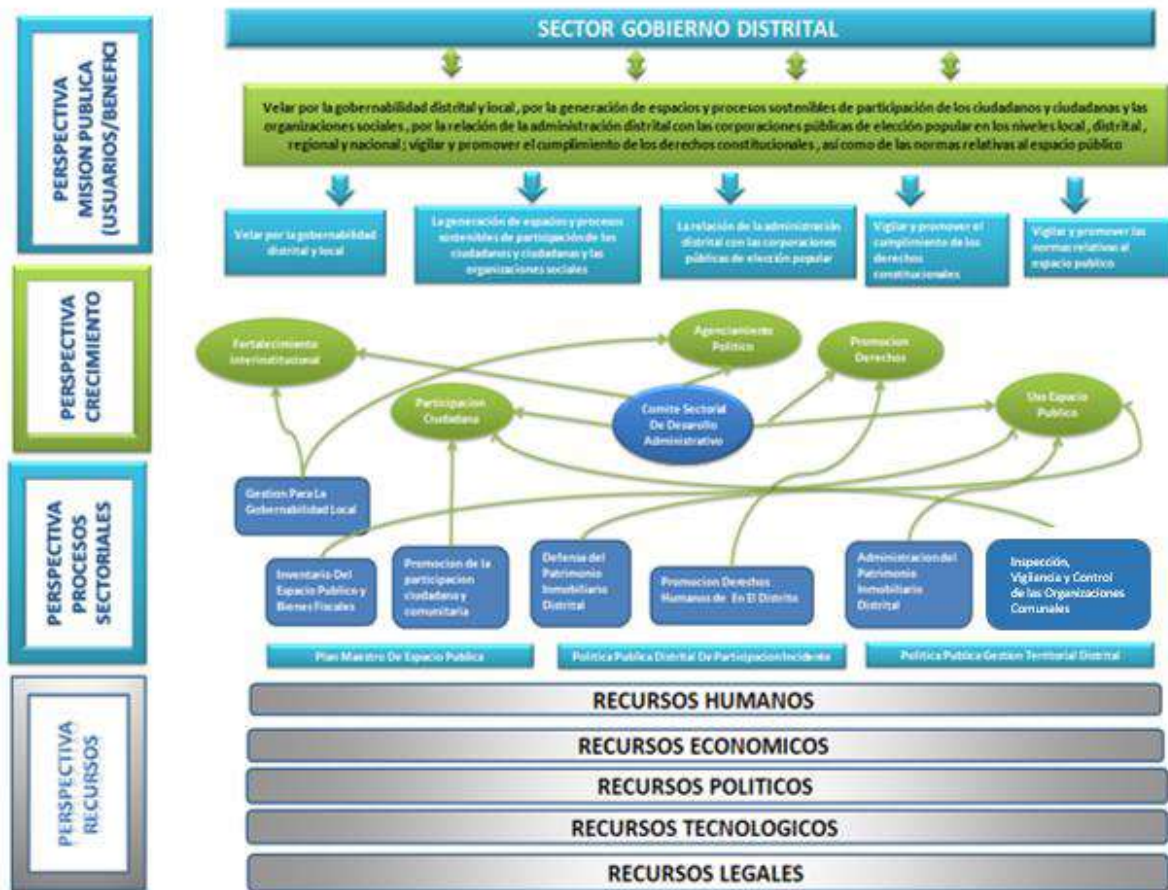 SECTOR GOBIERNO DISTRITAL
PERSPECTIVA
MISION PUBLICA
(USUARIOS/BENEFICI
Velar por la gobernabilidad distrital y local , por la generación de espacios y procesos sostenibles de participación de los ciudadanos y ciudadanas y las
organizaciones sociales , por la relación de la administración distrital con las corporaciones públicas de elección popular en los niveles local , distrital ,
regional y nacional ; vigilar y promover el cumplimiento de los derechos constitucionales , así como de las normas relativas al espacio público
Velar por la gobernabilidad
distrital y local
La generación de espacios y procesos
sostenibles de participación de los
ciudadanos y ciudadanas y las
organizaciones sociales
La relación de la administración
distrital con las corporaciones
públicas de elección popular
Vigilar y promover el
cumplimiento de los
derechos
constitucionales
Vigilar y promover las
normas relativas al
espacio publico
PERSPECTIVA
CRECIMIENTO
Fortalecimiento
Interinstitucional
Agenciamiento
Politico
Promocion
Derechos
Participacion
Ciudadana
Comite Sectorial
De Desarollo
Administrativo
Uso Espacio
Publico
PERSPECTIVA
PROCESOS
SECTORIALES
Gestion Para La
Gobernabilidad Local
Inventario Del
Espacio Publico y
Bienes Fiscales
Promocion de la
participacion
ciudadana y
comunitaria
Defensa del
Patrimonio
Inmobiliario
Distrital
Promocion Derechos
Humanos de En El Distrito
Administracion del
Patrimonio
Inmobiliario
Distrital
Inspección,
Vigilancia y Control
de las Organizaciones
Comunales
Plan Maestro De Espacio Publica
Politica Publica Distrital De Participacion Incidente
Politica Publica Gestion Territorial Distrital
PERSPECTIVA
RECURSOS
RECURSOS HUMANOS
RECURSOS ECONOMICOS
RECURSOS POLITICOS
RECURSOS TECNOLOGICOS
RECURSOS LEGALES